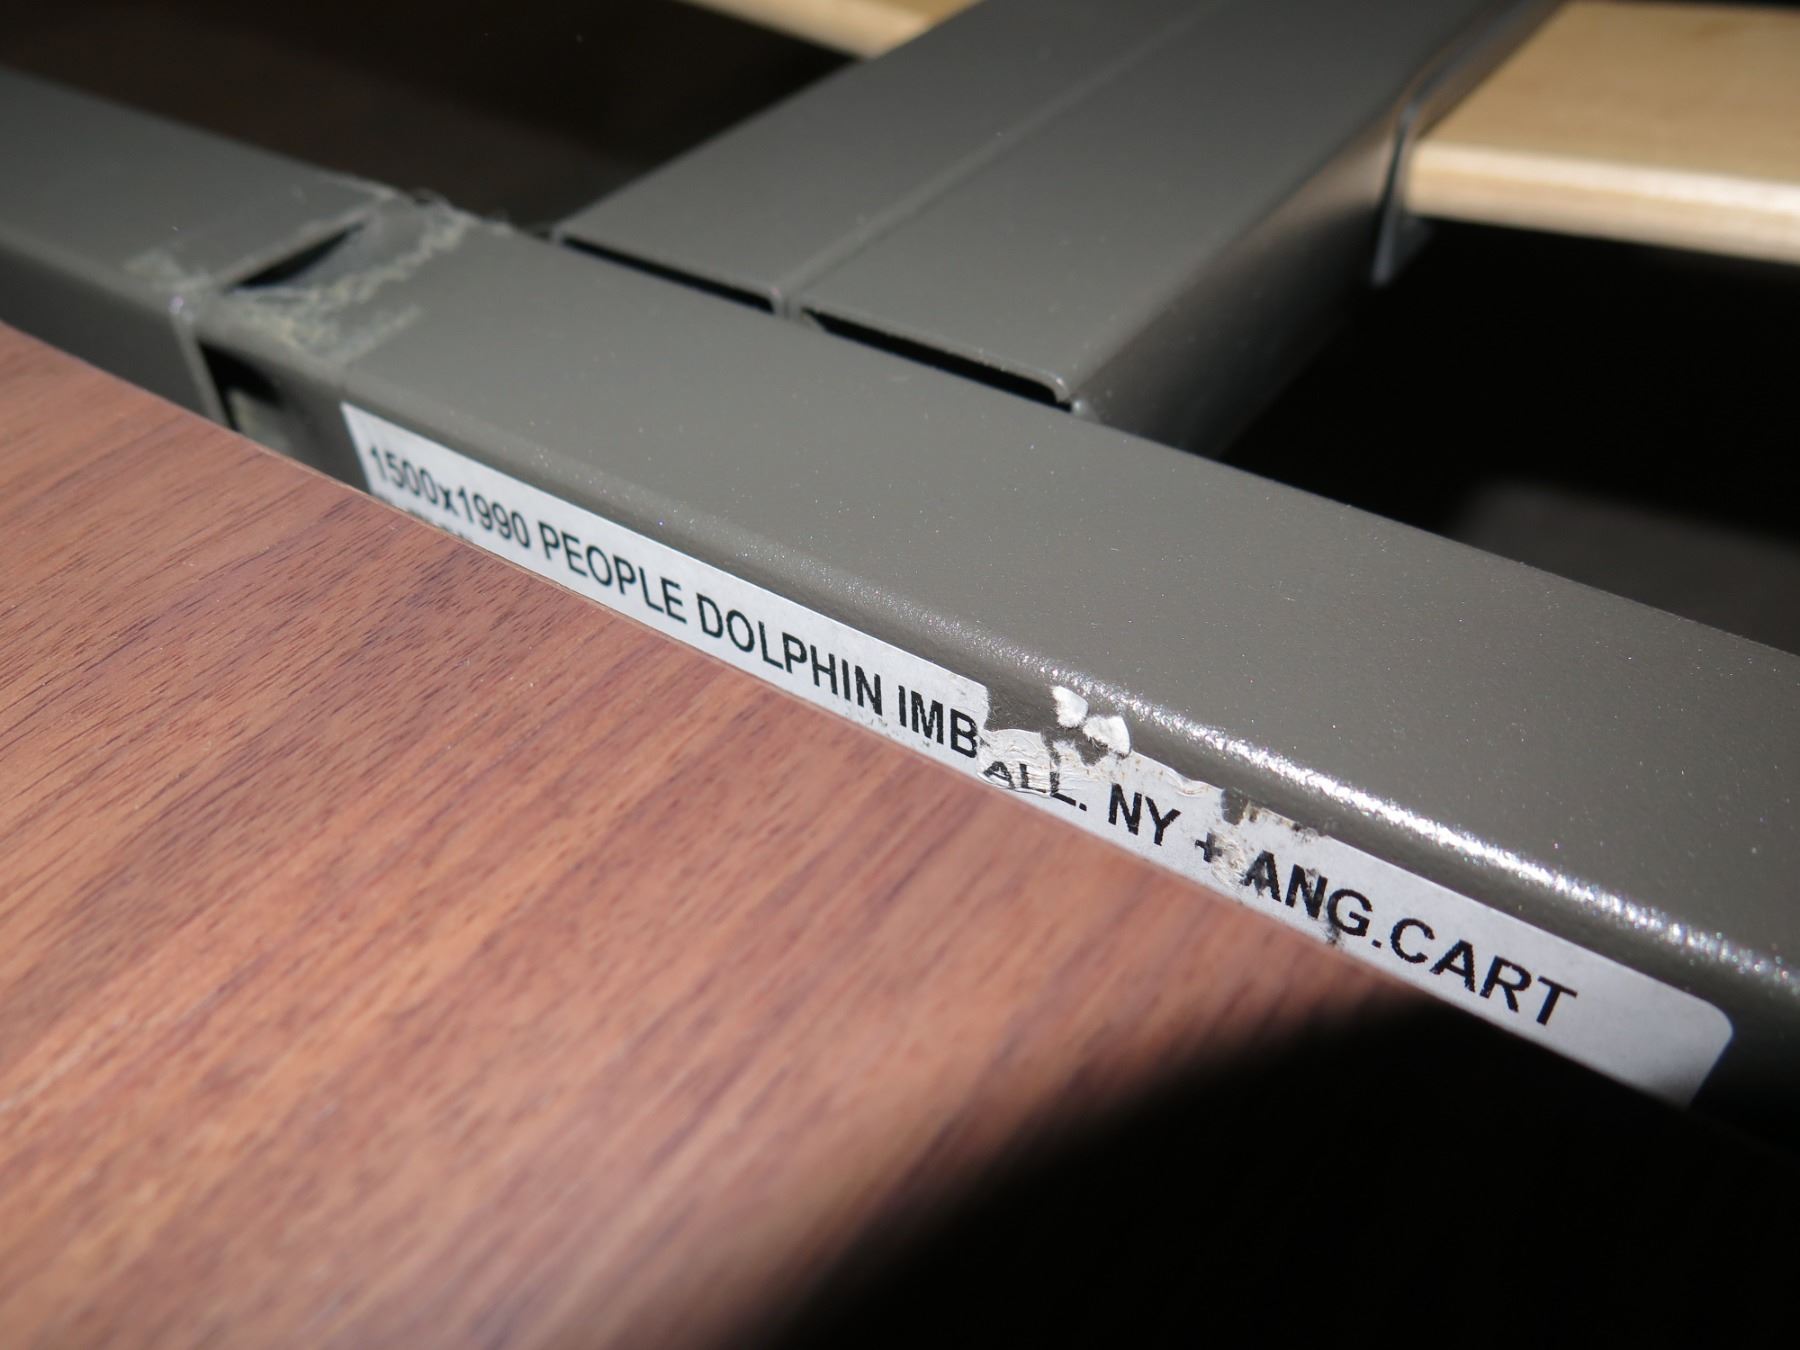 1500x1990 PEOPLE DOLPHIN IMBALL. NY + ANG.CART